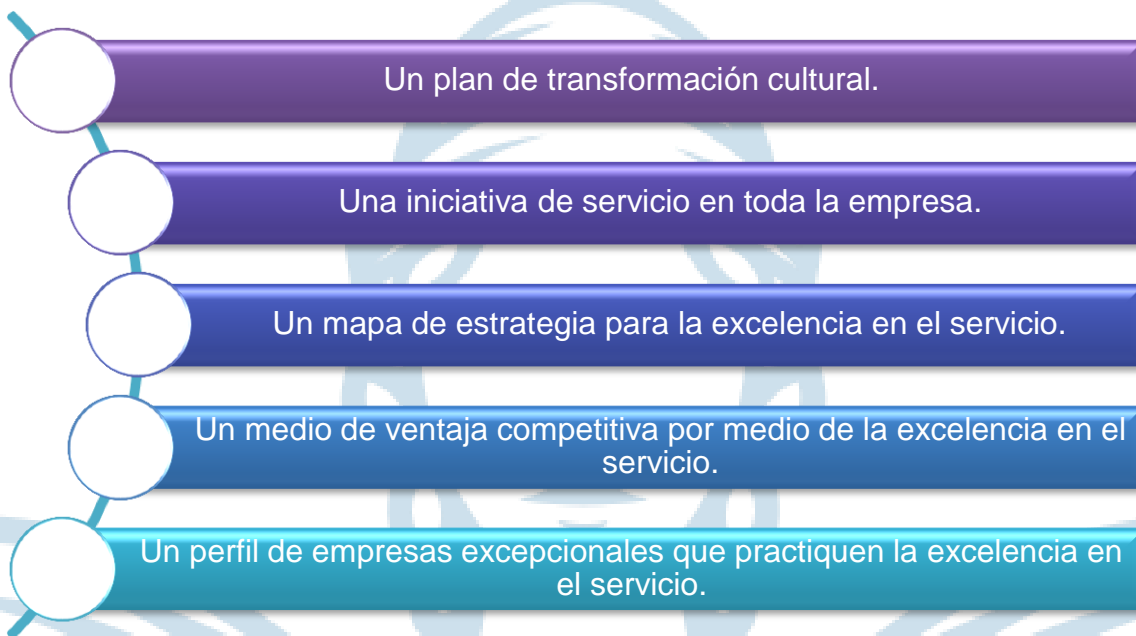 Un plan de transformación cultural.
Una iniciativa de servicio en toda la empresa.
Un mapa de estrategia para la excelencia en el servicio.
Un medio de ventaja competitiva por medio de la excelencia en el
servicio.
Un perfil de empresas excepcionales que practiquen la excelencia en
el servicio.